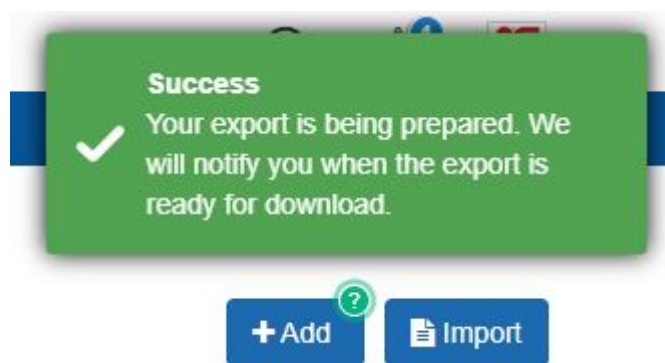 4
Success
Your export is being prepared. We
will notify you when the export is
ready for download.
?
+ Add
Import